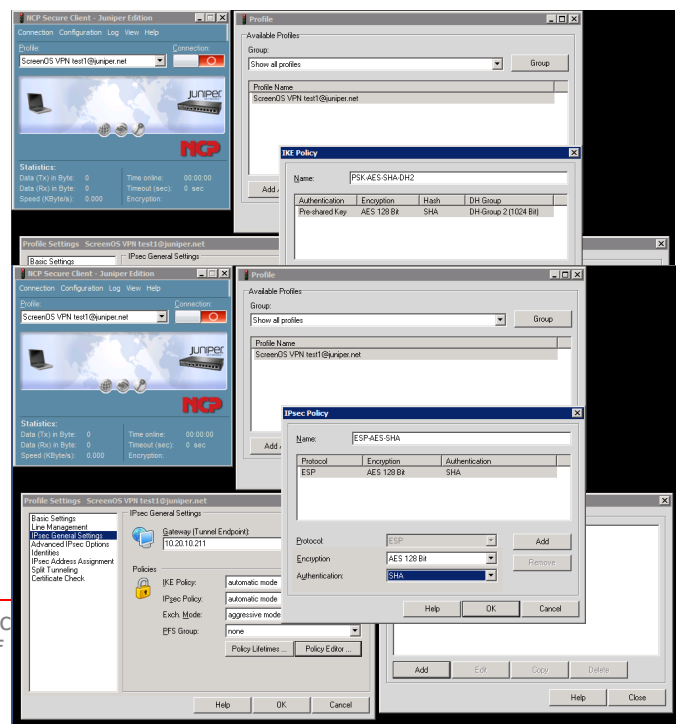 NCP Secure Client - Juniper Edition
Connection Configuration Log View Help
Profile: Connection:
ScreenOS VPN test1@juniper.net
JUNIPER
NCP
Statistics:
Data (Tx) in Byte: 0 Time online: 00:00:00
Data (Rx) in Byte: 0 Timeout (sec): 0 sec
Speed (KByte/s): 0.000 Encryption:
Profile
Available Profiles
Group:
Show all profiles Group
Profile Name
ScreenOS VPN test1@juniper.net
Add
IKE Policy
Name: PSK-AES-SHA-DH2
Authentication Encryption Hash DH Group
Pre-shared Key AES 128 Bit SHA DH-Group 2 (1024 Bit)
Profile Settings ScreenOS VPN test1@juniper.net
Basic Settings IPsec General Settings
NCP Secure Client - Juniper Edition
Connection Configuration Log View Help
Profile: Connection:
ScreenOS VPN test1@juniper.net
JUNIPER
NCP
Statistics:
Data (Tx) in Byte: 0 Time online: 00:00:00
Data (Rx) in Byte: 0 Timeout (sec): 0 sec
Speed (KByte/s): 0.000 Encryption:
Profile
Available Profiles
Group:
Show all profiles Group
Profile Name
ScreenOS VPN test1@juniper.net
Add
IPsec Policy
Name: ESP-AES-SHA
Protocol Encryption Authentication
ESP AES 128 Bit SHA
Protocol: ESP Add
Encryption AES 128 Bit Remove
Authentication: SHA
Help OK Cancel
Profile Settings ScreenOS VPN test1@juniper.net
Basic Settings
Line Management
IPsec General Settings
Advanced IPsec Options
Identities
IPsec Address Assignment
Split Tunneling
Certificate Check
IPsec General Settings
Gateway (Tunnel Endpoint):
10.20.10.211
Policies
IKE Policy: automatic mode
IPsec Policy: automatic mode
Exch. Mode: aggressive mode
PFS Group: none
Policy Lifetimes ... Policy Editor ...
Help OK Cancel
Add Edit Copy Delete
Help Close